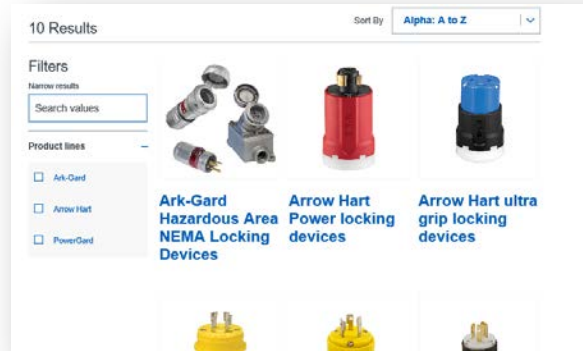 10 Results
Sort By
Alpha: A to Z
Filters
Narrow results
Search values
Product lines
Ark-Gard
Arrow Hart
PowerGard
Ark-Gard
Hazardous Area
NEMA Locking
Devices
Arrow Hart
Power locking
devices
Arrow Hart ultra
grip locking
devices